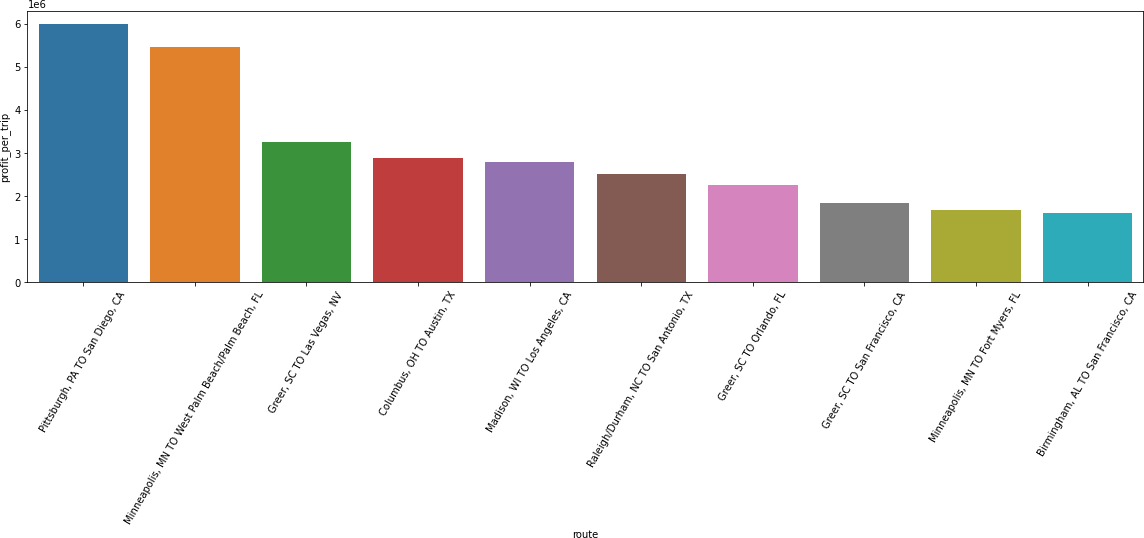 1e6
6
5
4
3
2
1
0
profit_per_trip
Pittsburgh, PA TO San Diego, CA
Minneapolis, MN TO West Palm Beach/Palm Beach, FL
Greer, SC TO Las Vegas, NV
Columbus, OH TO Austin, TX
Madison, WI TO Los Angeles, CA
Raleigh/Durham, NC TO San Antonio, TX
Greer, SC TO Orlando, FL
Greer, SC TO San Francisco, CA
Minneapolis, MN TO Fort Myers, FL
Birmingham, AL TO San Francisco, CA
route